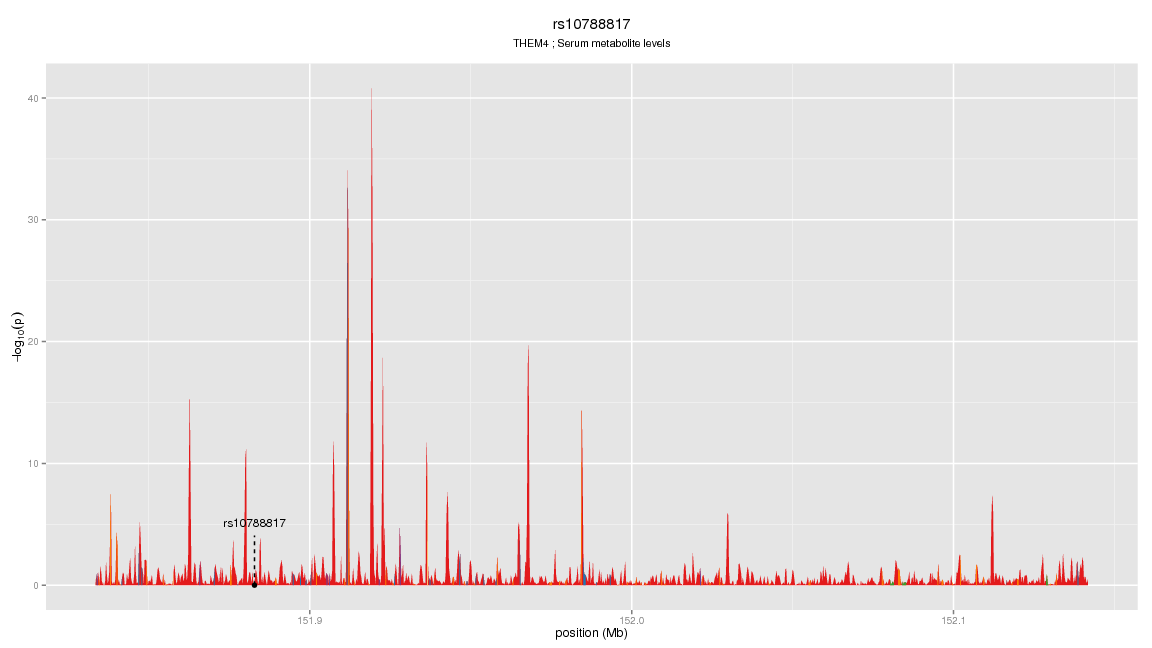 rs10788817
THEM4 ; Serum metabolite levels
40
30
20
10
0
−log10(p)
rs10788817
151.9
152.0
152.1
position (Mb)